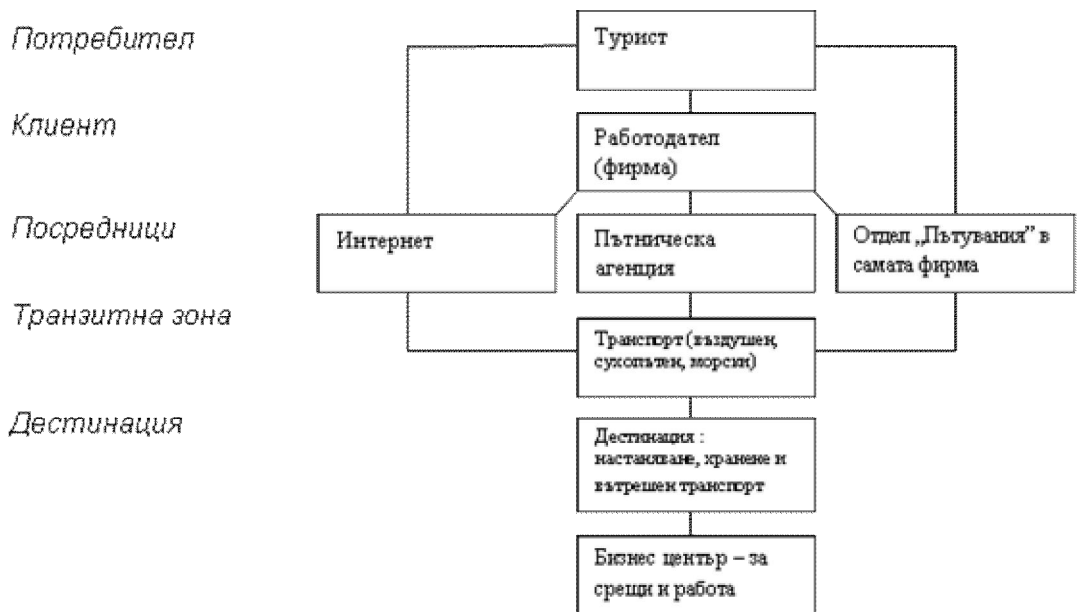 Потребител
Турист
Клиент
Работодател
(фирма)
Посредници
Интернет
Пътническа
агенция
Отдел „Пътувания” в
самата фирма
Транзитна зона
Транспорт (въздушен,
сухопътен, морски)
Дестинация
Дестинация :
настаняване, хранене и
вътрешен транспорт
Бизнес център – за
срещи и работа